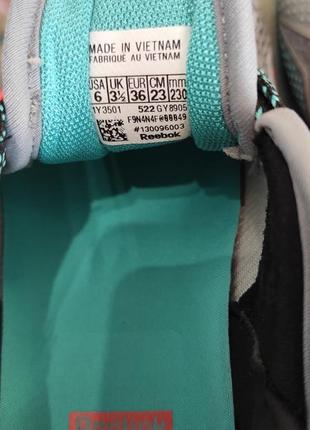 MADE IN VIETNAM
FABRIQUÉ AU VIETNAM
USA UK EUR CM mm
6 3½ 36 23 230
Y3501 522 GY8905
#130096003
Reebok